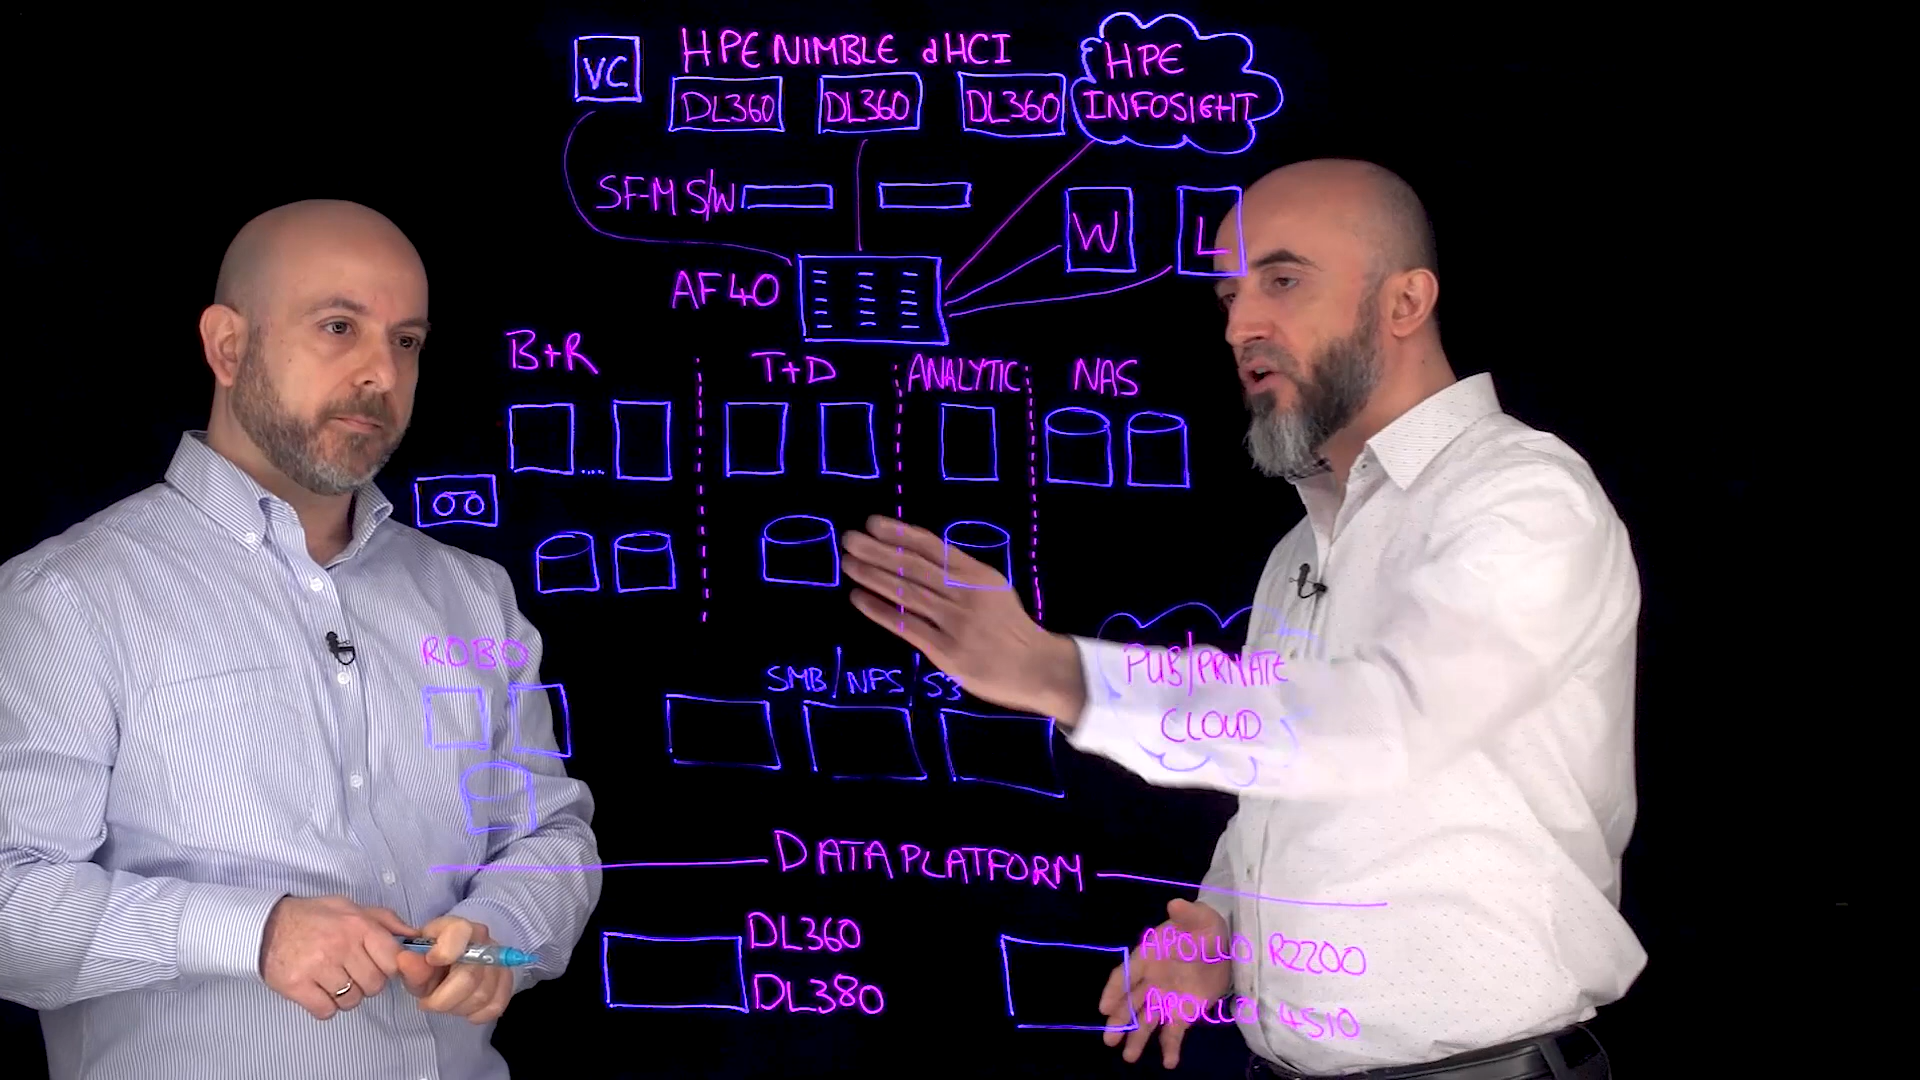 VC
HPE NIMBLE dHCI
HPE
INFOSIGHT
DL360 DL360 DL360
SF-M S/W
W L
AF40
B+R T+D ANALYTIC NAS
ROBO
SMB/NFS/S3
PUB/PRIVATE
CLOUD
DATA PLATFORM
DL360
DL380
APOLLO R2200
APOLLO 4510